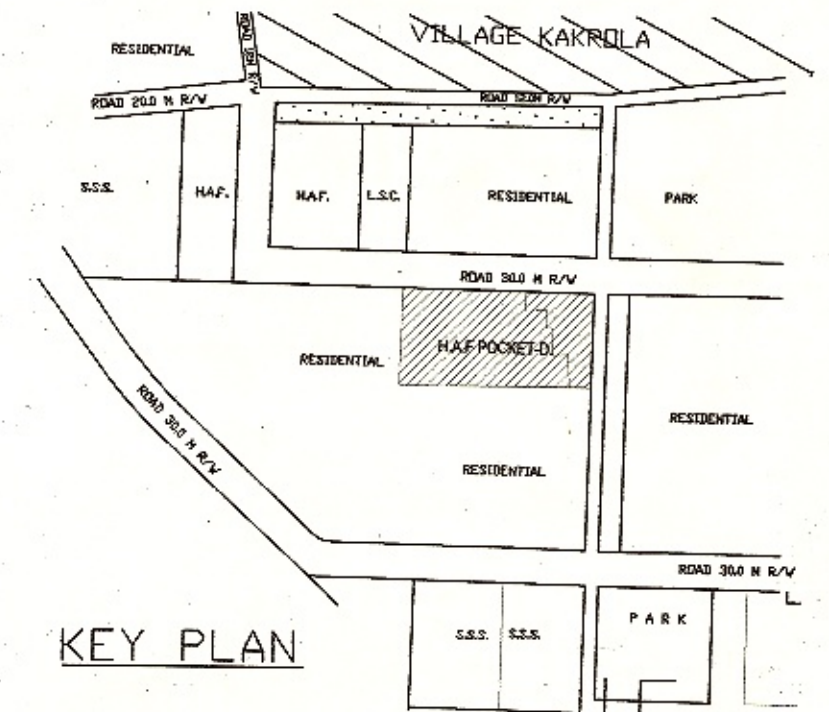 VILLAGE KAKROLA
RESIDENTIAL
ROAD 20.0 M R/W
S.S.S.
H.A.F.
H.A.F.
L.S.C.
RESIDENTIAL
PARK
ROAD 30.0 M R/W
RESIDENTIAL
H.A.F POCKET-D.
ROAD 30.0 M R/W
RESIDENTIAL
RESIDENTIAL
ROAD 30.0 M R/W
KEY PLAN
S.S.S.
S.S.S.
PARK